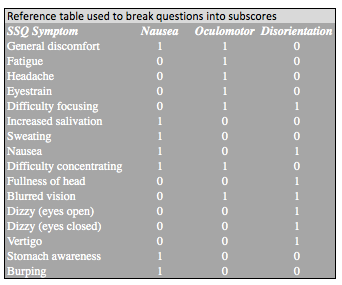 Reference table used to break questions into subscores
SSQ Symptom Nausea Oculomotor Disorientation
General discomfort 1 1 0
Fatigue 0 1 0
Headache 0 1 0
Eyestrain 0 1 0
Difficulty focusing 0 1 1
Increased salivation 1 0 0
Sweating 1 0 0
Nausea 1 0 1
Difficulty concentrating 1 1 0
Fullness of head 0 0 1
Blurred vision 0 1 1
Dizzy (eyes open) 0 0 1
Dizzy (eyes closed) 0 0 1
Vertigo 0 0 1
Stomach awareness 1 0 0
Burping 1 0 0